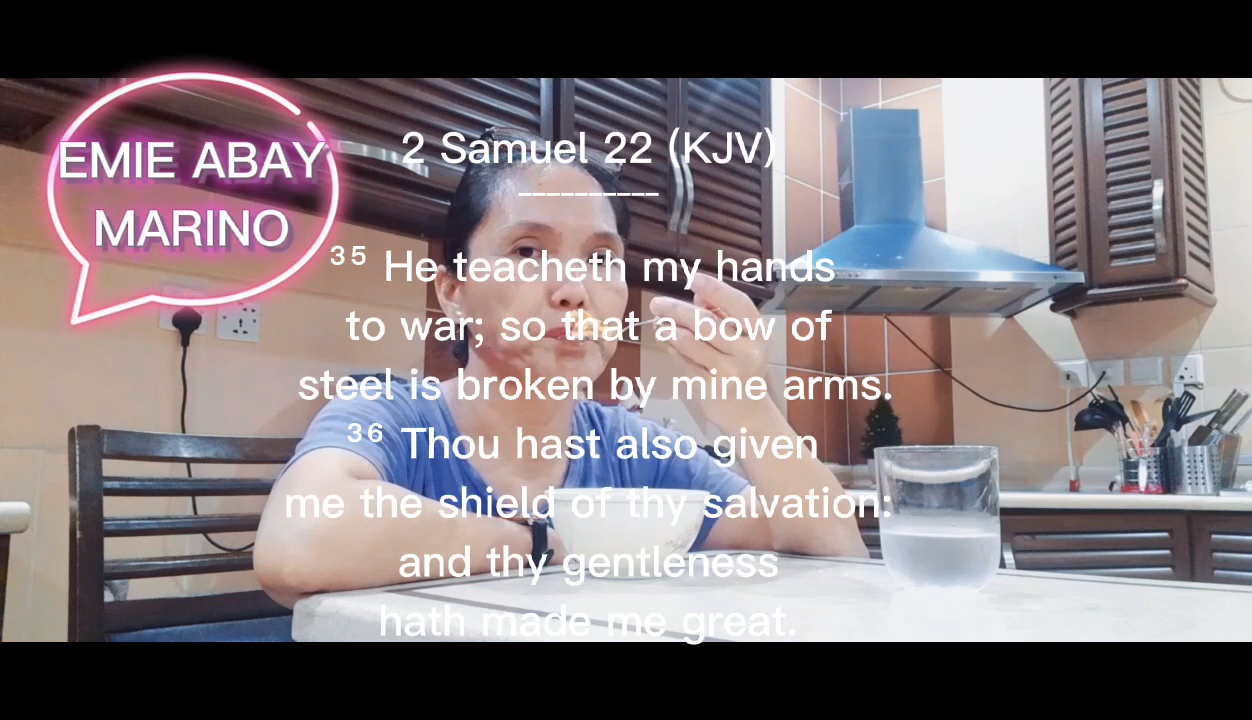 EMIE ABAY
MARINO
2 Samuel 22 (KJV)
----------
³⁵ He teacheth my hands
to war; so that a bow of
steel is broken by mine arms.
³⁶ Thou hast also given
me the shield of thy salvation:
and thy gentleness
hath made me great.